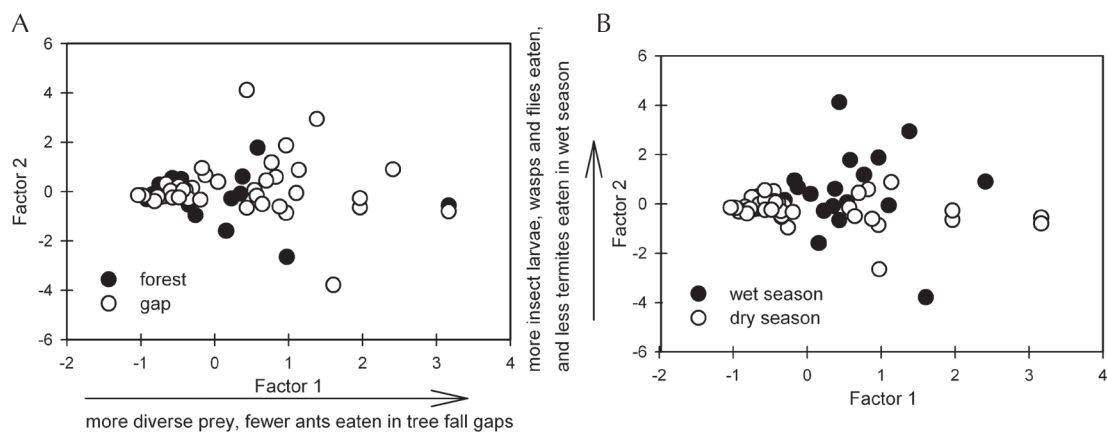 A
6
4
2
0
-2
-4
-6
Factor 2
forest
gap
-2 -1 0 1 2 3 4
Factor 1
more diverse prey, fewer ants eaten in tree fall gaps
more insect larvae, wasps and flies eaten,
and less termites eaten in wet season
B
6
4
2
0
-2
-4
-6
Factor 2
wet season
dry season
-2 -1 0 1 2 3 4
Factor 1